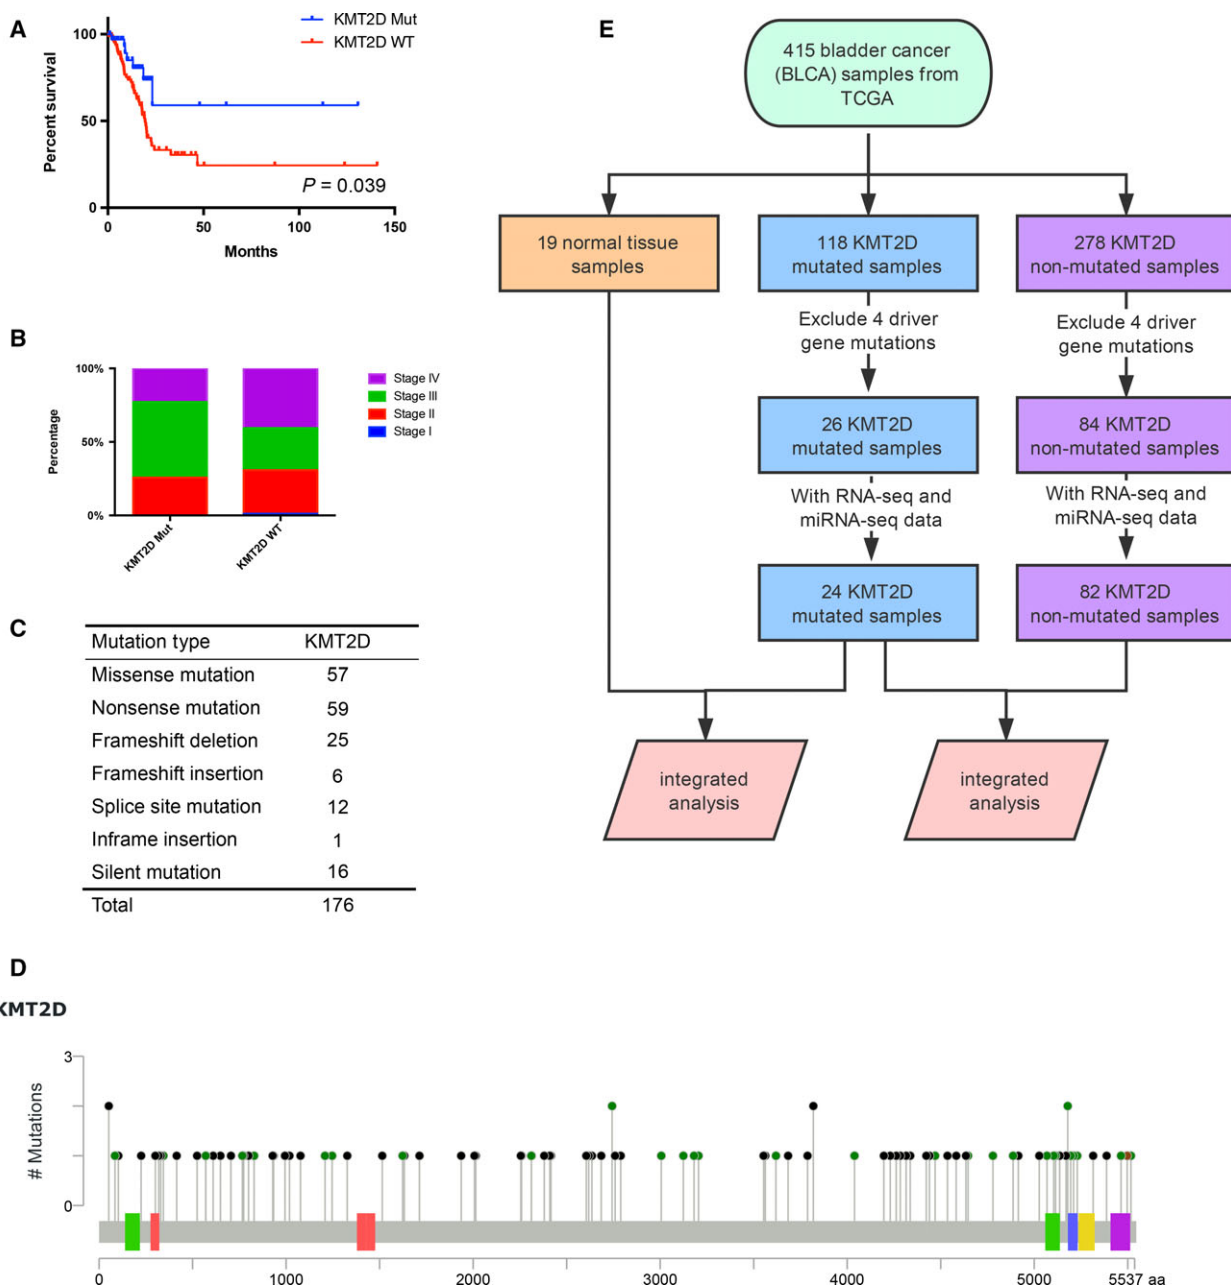 A
KMT2D Mut
KMT2D WT
100
50
0
Percent survival
P = 0.039
0 50 100 150
Months
B
100%
50%
0%
Percentage
Stage IV
Stage III
Stage II
Stage I
KMT2D Mut
KMT2D WT
C
Mutation type KMT2D
Missense mutation 57
Nonsense mutation 59
Frameshift deletion 25
Frameshift insertion 6
Splice site mutation 12
Inframe insertion 1
Silent mutation 16
Total 176
E
415 bladder cancer
(BLCA) samples from
TCGA
19 normal tissue
samples
118 KMT2D
mutated samples
278 KMT2D
non-mutated samples
Exclude 4 driver
gene mutations
Exclude 4 driver
gene mutations
26 KMT2D
mutated samples
84 KMT2D
non-mutated samples
With RNA-seq and
miRNA-seq data
With RNA-seq and
miRNA-seq data
24 KMT2D
mutated samples
82 KMT2D
non-mutated samples
integrated
analysis
integrated
analysis
D
KMT2D
3
0
# Mutations
0 1000 2000 3000 4000 5000 5537 aa